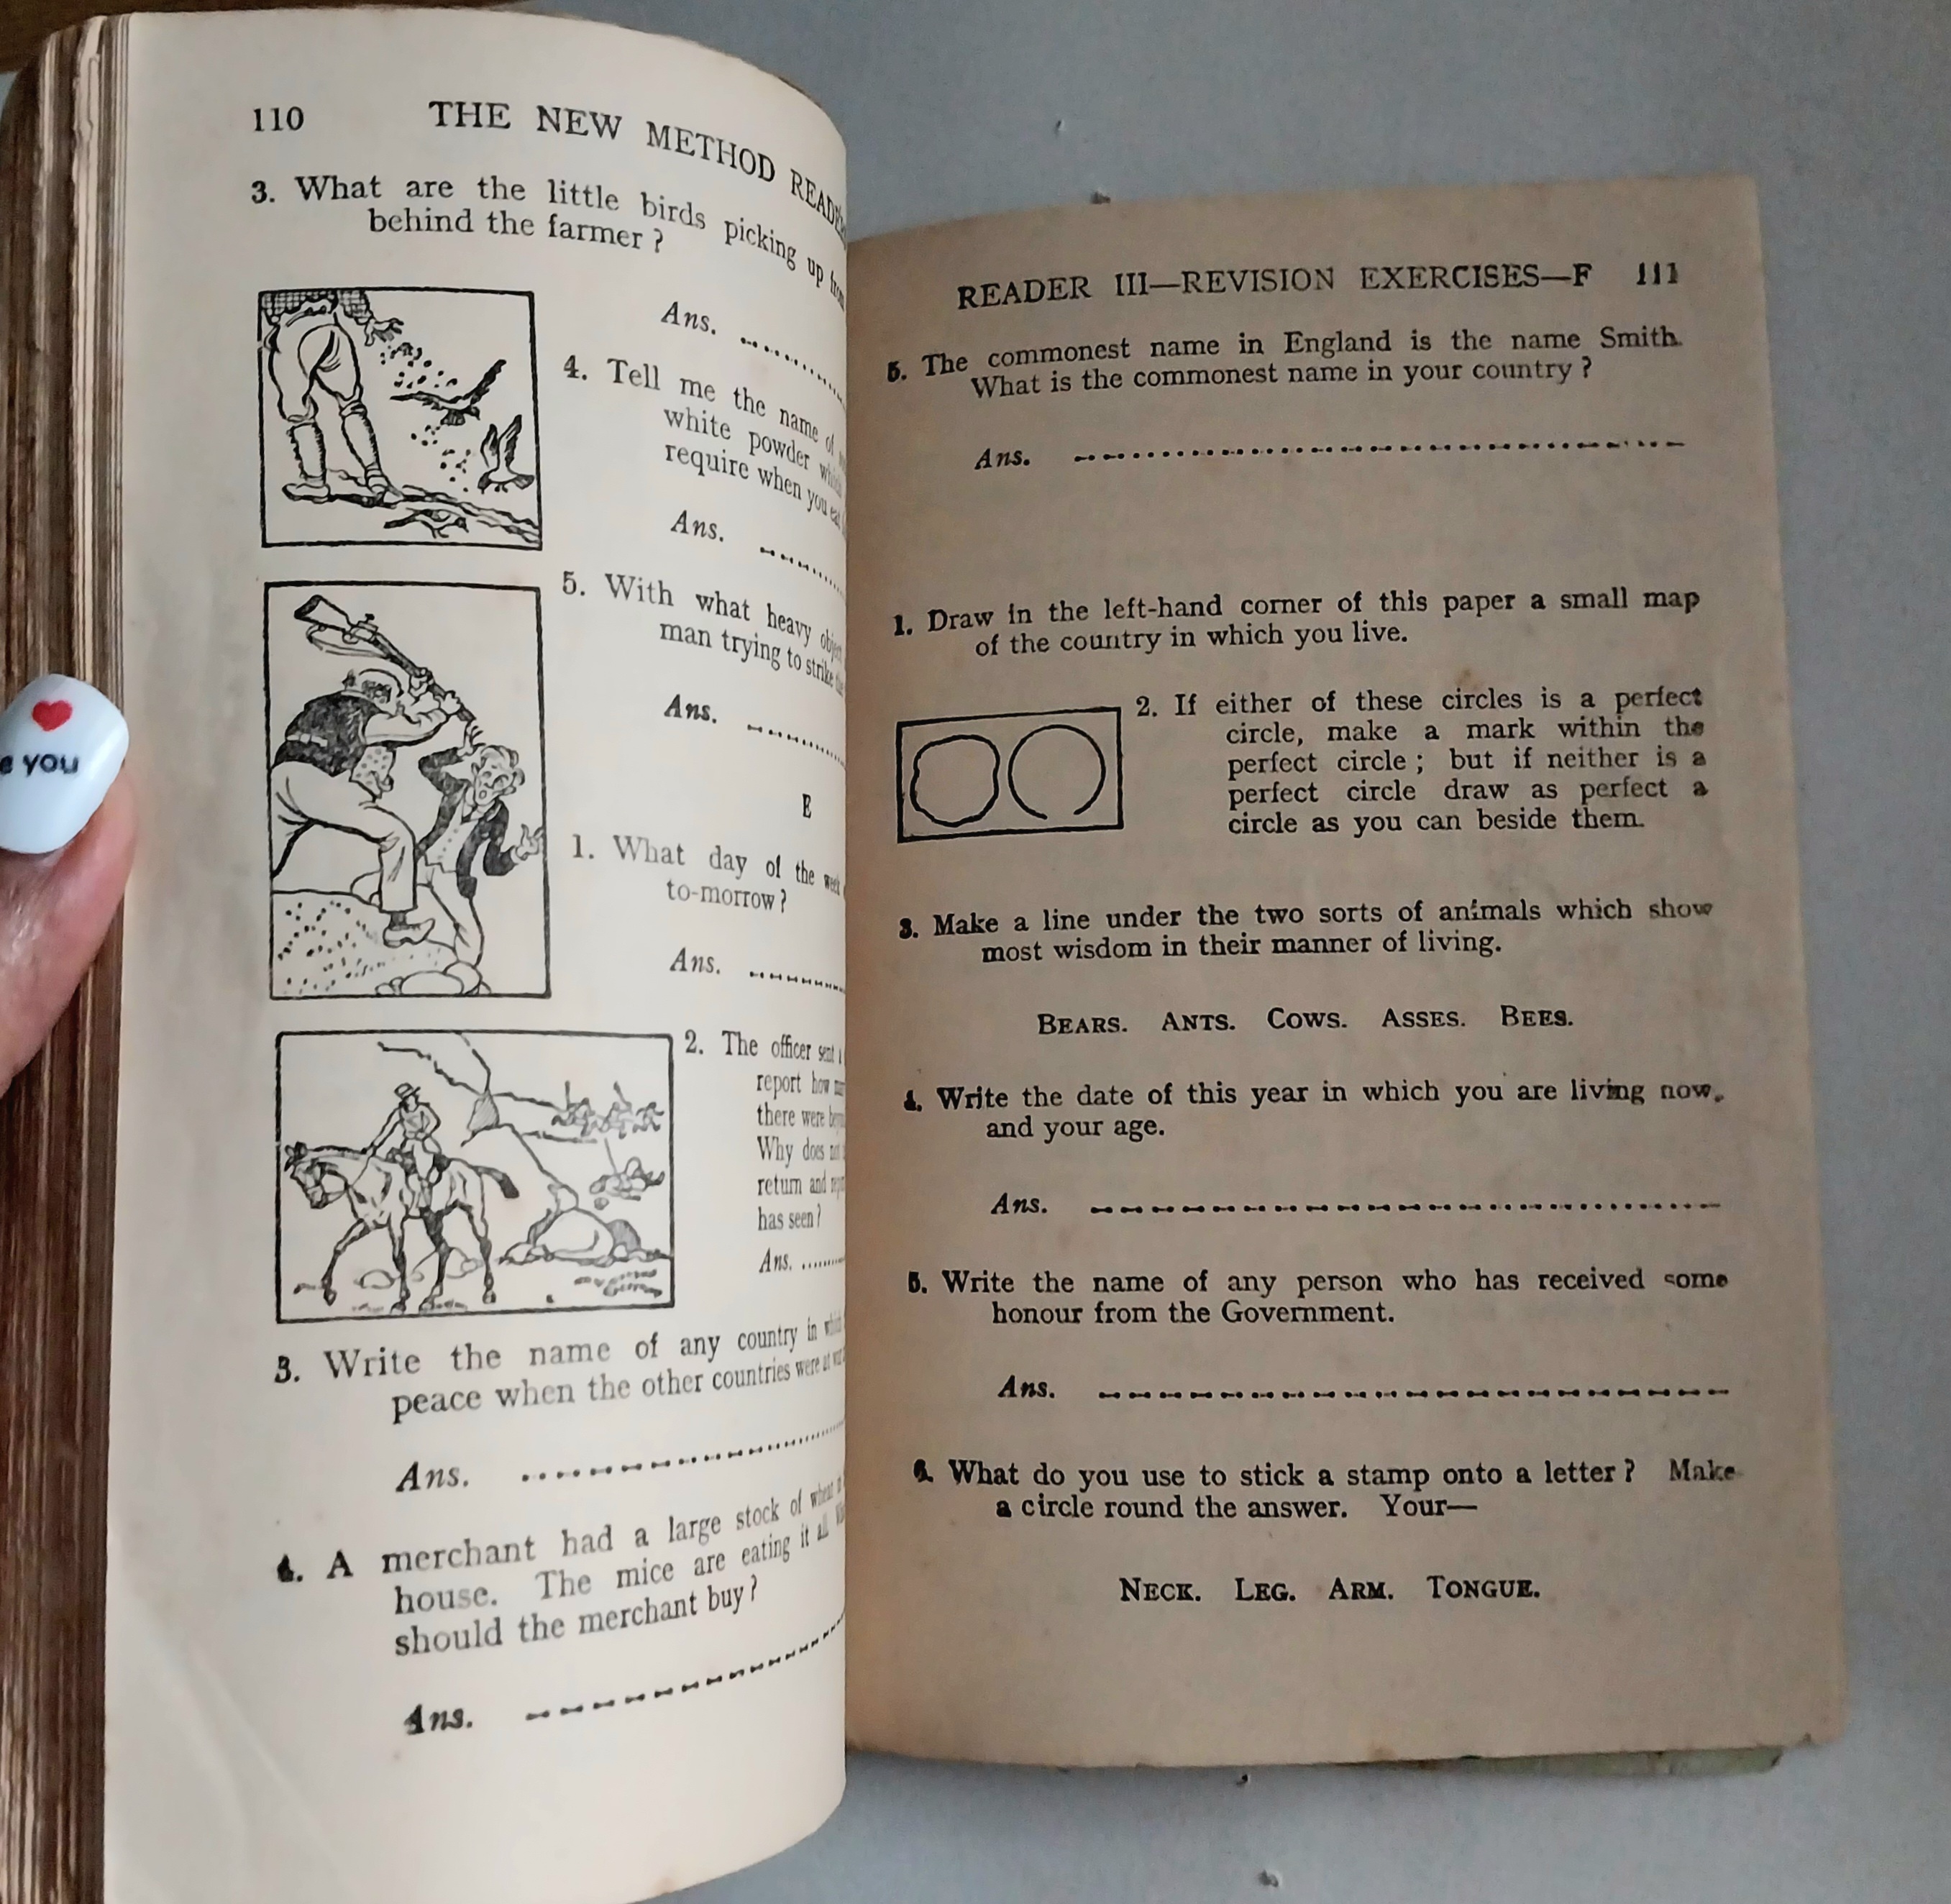 110 THE NEW METHOD READER
3. What are the little birds picking up from
behind the farmer ?
Ans.
4. Tell me the name of
white powder which
require when you eat
Ans.
5. With what heavy object
man trying to strike the
Ans.
E
1. What day of the week
to-morrow?
Ans.
2. The officer sent
report how
there were
Why does not
return and
has seen?
Ans.
3. Write the name of any country in which
peace when the other countries were at
Ans.
4. A merchant had a large stock of wheat
house. The mice are eating it all
should the merchant buy?
Ans.
e you
READER III—REVISION EXERCISES—F 111
5. The commonest name in England is the name Smith.
What is the commonest name in your country ?
Ans.
1. Draw in the left-hand corner of this paper a small map
of the country in which you live.
2. If either of these circles is a perfect
circle, make a mark within the
perfect circle ; but if neither is a
perfect circle draw as perfect a
circle as you can beside them.
3. Make a line under the two sorts of animals which show
most wisdom in their manner of living.
BEARS. ANTS. COWS. ASSES. BEES.
4. Write the date of this year in which you are living now,
and your age.
Ans.
5. Write the name of any person who has received some
honour from the Government.
Ans.
6. What do you use to stick a stamp onto a letter ? Make
a circle round the answer. Your—
NECK. LEG. ARM. TONGUE.